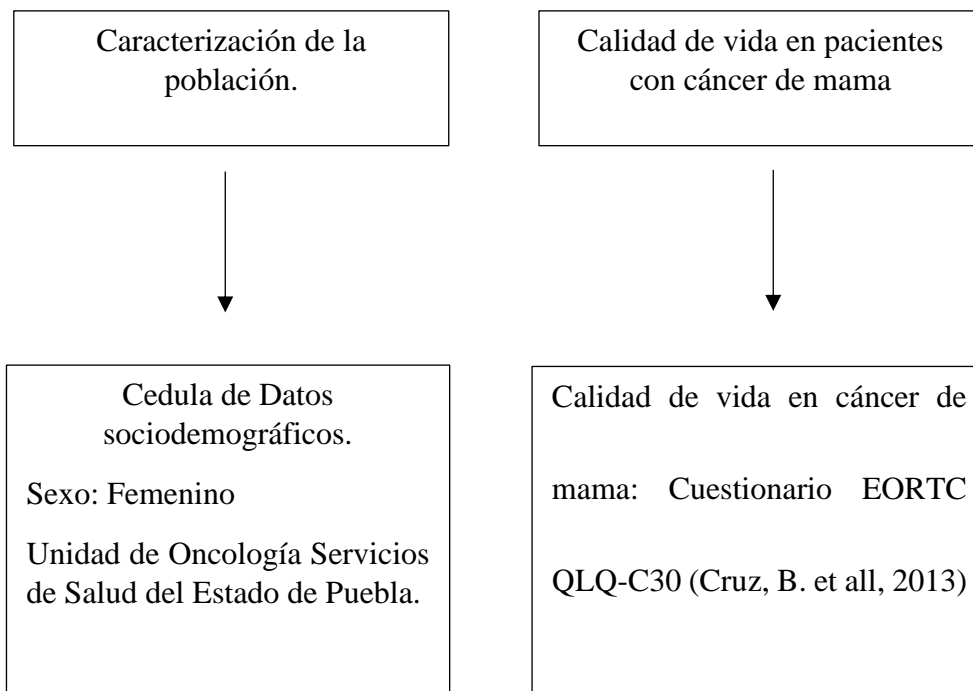 Caracterización de la
población.
Calidad de vida en pacientes
con cáncer de mama
Cedula de Datos
sociodemográficos.
Sexo: Femenino
Unidad de Oncología Servicios
de Salud del Estado de Puebla.
Calidad de vida en cáncer de
mama: Cuestionario EORTC
QLQ-C30 (Cruz, B. et all, 2013)